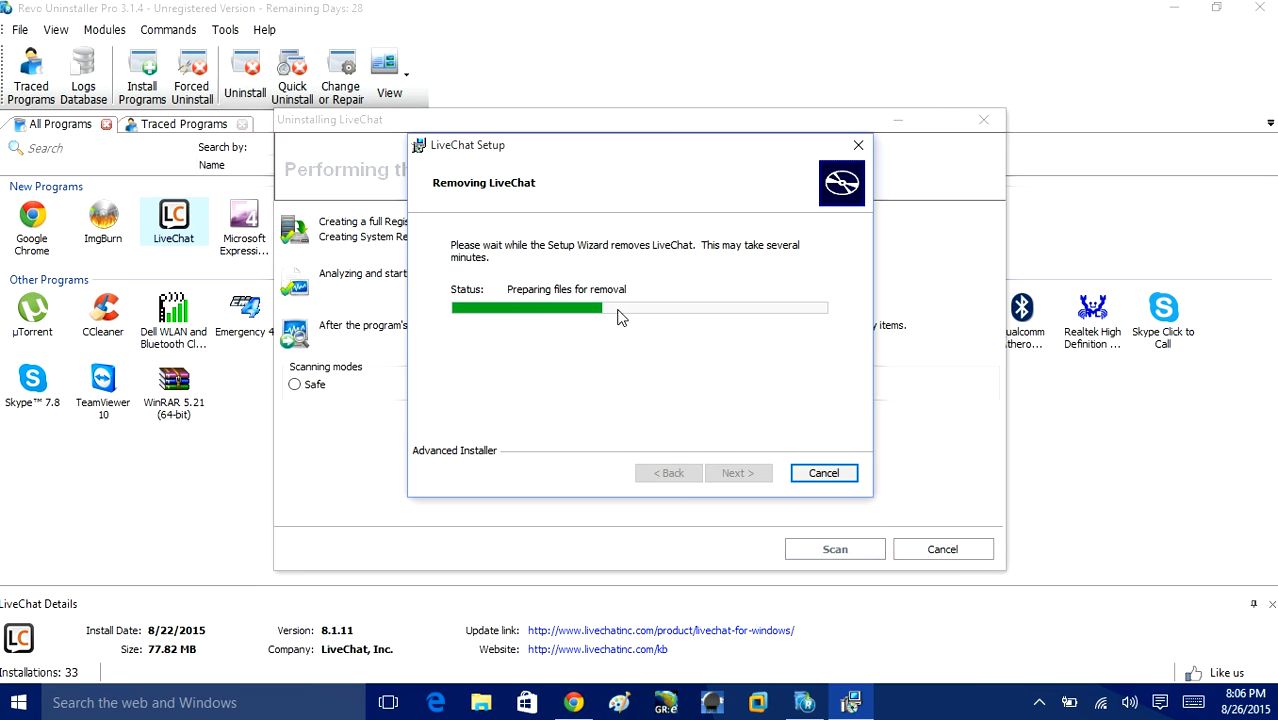 Revo Uninstaller Pro 3.1.4 - Unregistered Version - Remaining Days: 28
File View Modules Commands Tools Help
Traced Programs
Logs Database
Install Programs
Forced Uninstall
Uninstall
Quick Uninstall
Change or Repair
View
Uninstalling LiveChat
All Programs
Traced Programs
Search
Search by:
Name
Performing th
LiveChat Setup
Removing LiveChat
New Programs
Google Chrome
ImgBurn
LC
LiveChat
4
Microsoft Expressi...
Creating a full Regi
Creating System Re
Analyzing and start
After the program's
y items.
Scanning modes
Safe
Please wait while the Setup Wizard removes LiveChat. This may take several
minutes.
Status: Preparing files for removal
Advanced Installer
< Back
Next >
Cancel
Scan
Cancel
Other Programs
µTorrent
CCleaner
Dell WLAN and Bluetooth Cl...
Emergency 4
ualcomm Athero...
Realtek High Definition ...
Skype Click to Call
Skype™ 7.8
TeamViewer 10
WinRAR 5.21 (64-bit)
LiveChat Details
LC
Install Date: 8/22/2015
Version: 8.1.11
Update link: http://www.livechatinc.com/product/livechat-for-windows/
Size: 77.82 MB
Company: LiveChat, Inc.
Website: http://www.livechatinc.com/kb
Installations: 33
Like us
Search the web and Windows
GR:e
8:06 PM
8/26/2015